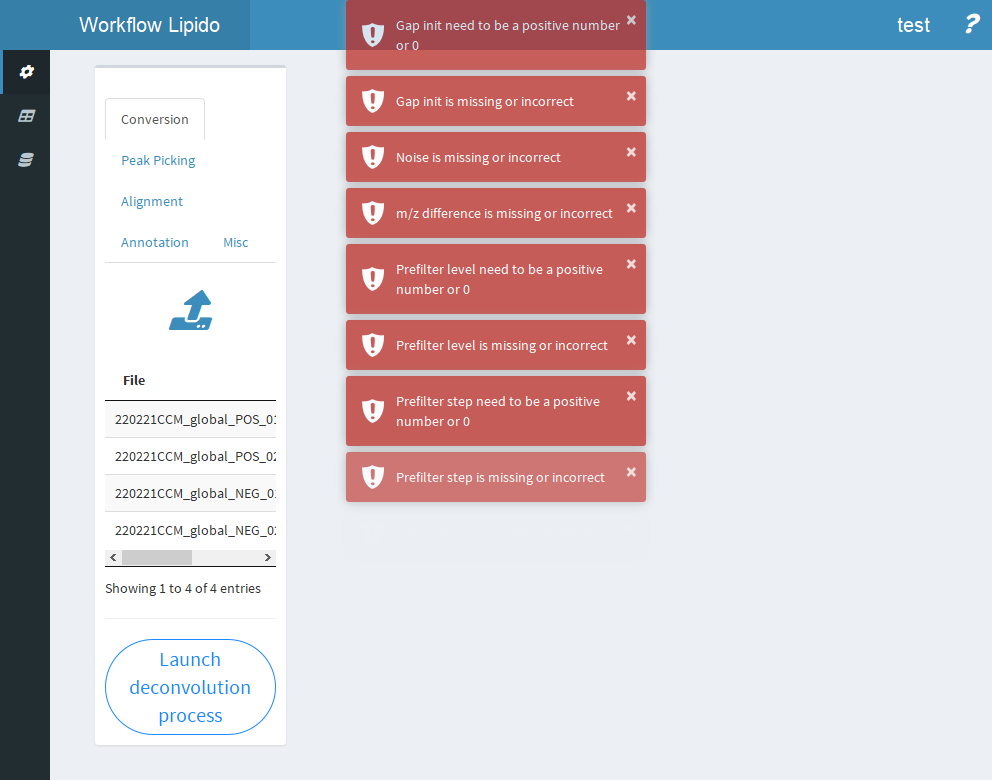 Workflow Lipido
test
?
Conversion
Peak Picking
Alignment
Annotation
Misc
File
220221CCM_global_POS_01
220221CCM_global_POS_02
220221CCM_global_NEG_01
220221CCM_global_NEG_02
Showing 1 to 4 of 4 entries
Launch
deconvolution
process
Gap init need to be a positive number
or 0
×
Gap init is missing or incorrect
×
Noise is missing or incorrect
×
m/z difference is missing or incorrect
×
Prefilter level need to be a positive
number or 0
×
Prefilter level is missing or incorrect
×
Prefilter step need to be a positive
number or 0
×
Prefilter step is missing or incorrect
×